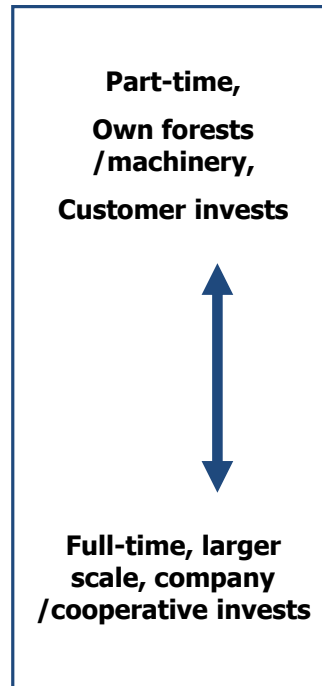 Part-time,
Own forests
/machinery,
Customer invests
Full-time, larger
scale, company
/cooperative invests